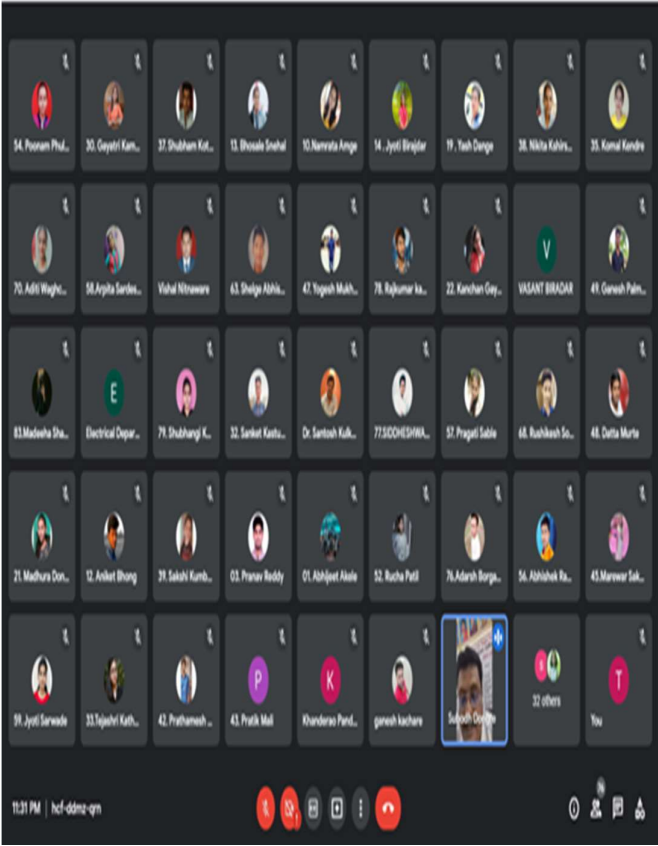 54. Poonam Phul... 30. Gayatri Kam... 37. Shubham Kot... 13. Bhosale Snehal 10.Namrata Amge 14 . Jyoti Birajdar 19 . Yash Dange 38. Nikita Kshirs... 35. Komal Kendre
V
70. Aditi Waghc... 58.Arpita Sardes... Vishal Nitnaware 63. Shelge Abhis... 47. Yogesh Mukh... 78. Rajkumar ka... 22. Kanchan Gay... VASANT BIRADAR 49. Ganesh Palm...
E
83.Madeeha Sha... Electrical Depar... 79. Shubhangi K... 32. Sanket Kastu... Dr. Santosh Kulk... 77.SIDDHESHWA... 57. Pragati Sable 68. Rushikesh So... 48. Datta Murte
21. Madhura Don... 12. Aniket Bhong 39. Sakshi Kumb... 03. Pranav Reddy 01. Abhijeet Akele 52. Rucha Patil 76.Adarsh Borga... 56. Abhishek Ra... 45.Marewar Sak...
P K S T
59. Jyoti Sarwade 33.Tejashri Kath... 42. Prathamesh ... 43. Pratik Mali Khanderao Pand... ganesh kachare Subodh 32 others You
11:31 PM | hcf-ddmz-qrn